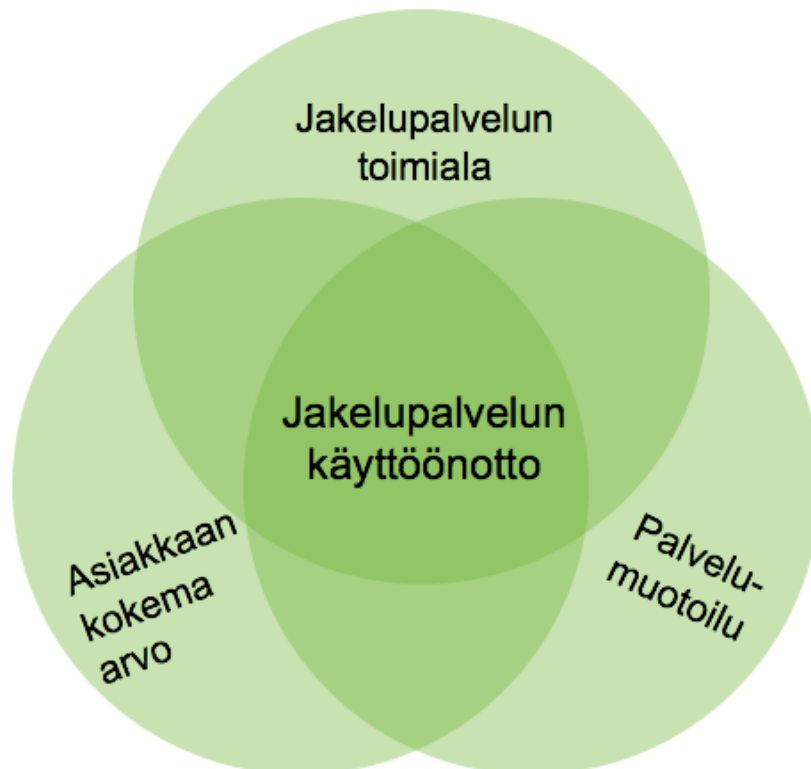 Jakelupalvelun
toimiala
Jakelupalvelun
käyttöönotto
Asiakkaan
kokema
arvo
Palvelu-
muotoilu